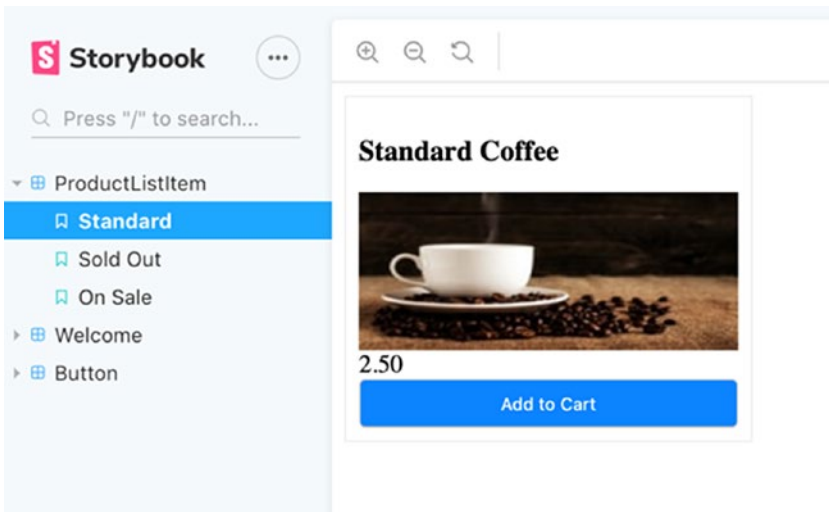 S Storybook
Press "/" to search...
ProductListItem
Standard
Sold Out
On Sale
Welcome
Button
Standard Coffee
2.50
Add to Cart